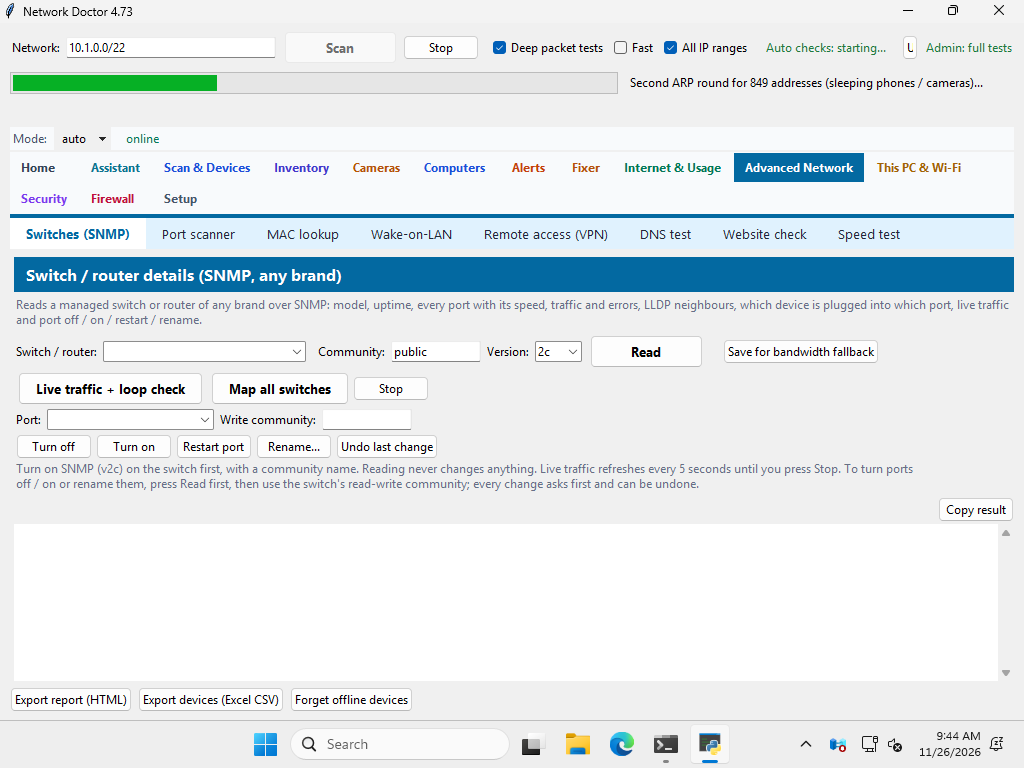 Network Doctor 4.73
Network: 10.1.0.0/22 Scan Stop Deep packet tests Fast All IP ranges Auto checks: starting... U Admin: full tests
Second ARP round for 849 addresses (sleeping phones / cameras)...
Mode: auto online
Home Assistant Scan & Devices Inventory Cameras Computers Alerts Fixer Internet & Usage Advanced Network This PC & Wi-Fi
Security Firewall Setup
Switches (SNMP) Port scanner MAC lookup Wake-on-LAN Remote access (VPN) DNS test Website check Speed test
Switch / router details (SNMP, any brand)
Reads a managed switch or router of any brand over SNMP: model, uptime, every port with its speed, traffic and errors, LLDP neighbours, which device is plugged into which port, live traffic
and port off / on / restart / rename.
Switch / router: Community: public Version: 2c Read Save for bandwidth fallback
Live traffic + loop check Map all switches Stop
Port: Write community:
Turn off Turn on Restart port Rename... Undo last change
Turn on SNMP (v2c) on the switch first, with a community name. Reading never changes anything. Live traffic refreshes every 5 seconds until you press Stop. To turn ports
off / on or rename them, press Read first, then use the switch's read-write community; every change asks first and can be undone.
Copy result
Export report (HTML) Export devices (Excel CSV) Forget offline devices
Search
9:44 AM
11/26/2026